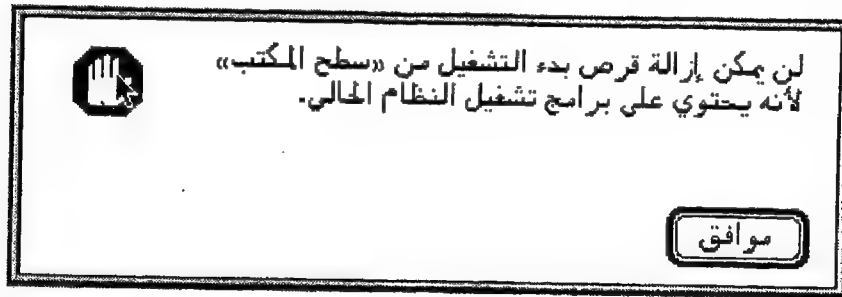 لن يمكن إزالة قرص بدء التشغيل من «سطح المكتب»
لأنه يحتوي على برامج تشغيل النظام الحالي.
موافق